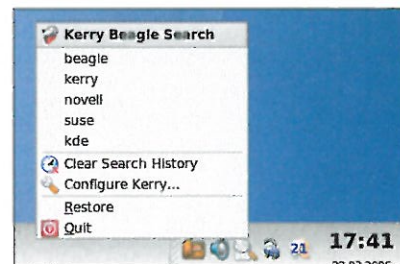 Kerry Beagle Search
beagle
kerry
novell
suse
kde
Clear Search History
Configure Kerry...
Restore
Quit
21
17:41